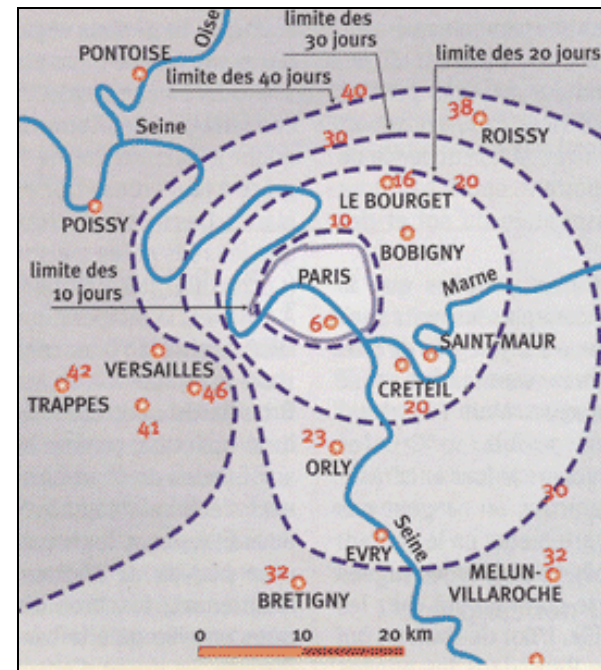 limite des
30 jours
limite des 20 jours
limite des 40 jours
Oise
PONTOISE
Seine
40
38
ROISSY
30
POISSY
16
20
LE BOURGET
10
BOBIGNY
limite des
10 jours
PARIS
Marne
6
SAINT-MAUR
VERSAILLES
CRETEIL
42
46
TRAPPES
20
41
23
ORLY
30
Seine
EVRY
32
BRETIGNY
32
MELUN-
VILLAROCHE
0 10 20 km